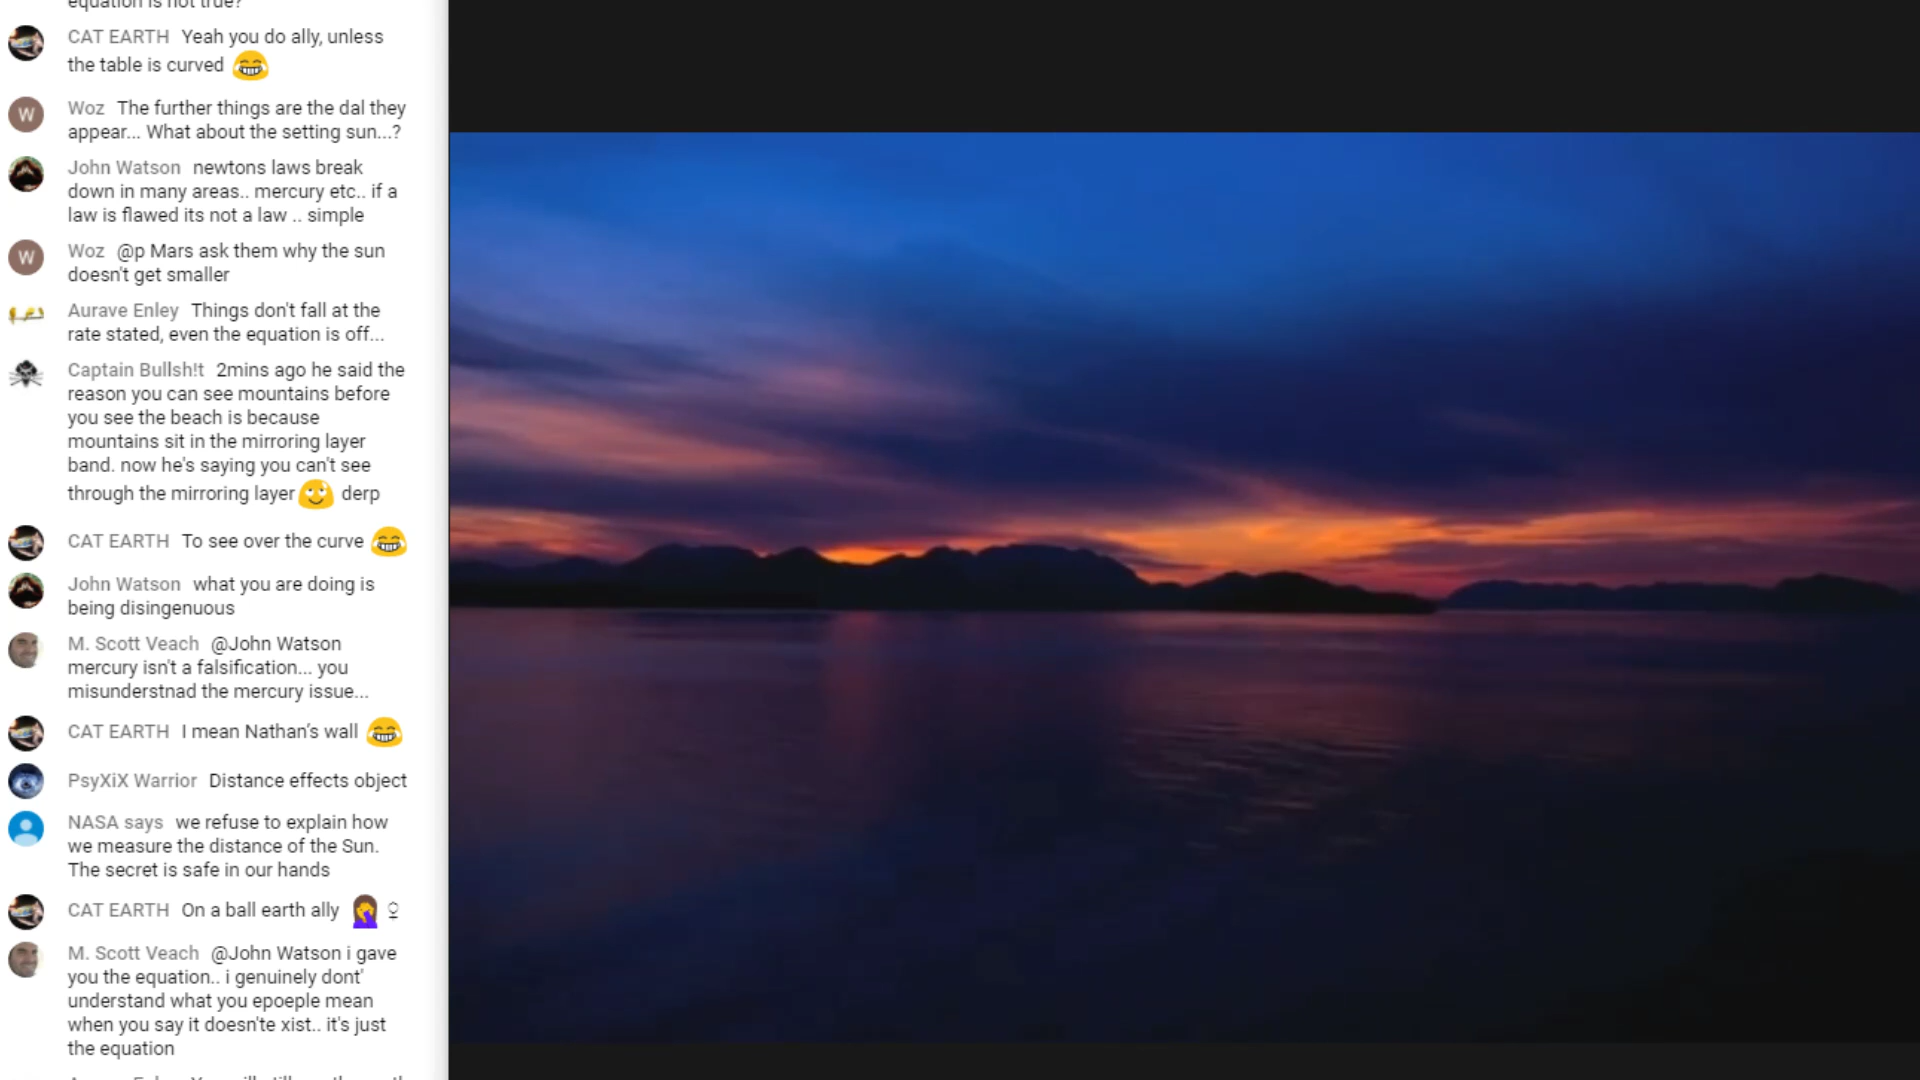 equation is not true?
CAT EARTH Yeah you do ally, unless
the table is curved 😂
W
Woz The further things are the dal they
appear... What about the setting sun...?
John Watson newtons laws break
down in many areas.. mercury etc.. if a
law is flawed its not a law .. simple
W
Woz @p Mars ask them why the sun
doesn't get smaller
Aurave Enley Things don't fall at the
rate stated, even the equation is off...
Captain Bullsh!t 2mins ago he said the
reason you can see mountains before
you see the beach is because
mountains sit in the mirroring layer
band. now he's saying you can't see
through the mirroring layer 🙄 derp
CAT EARTH To see over the curve 😂
John Watson what you are doing is
being disingenuous
M. Scott Veach @John Watson
mercury isn't a falsification... you
misunderstnad the mercury issue...
CAT EARTH I mean Nathan's wall 😂
PsyXiX Warrior Distance effects object
NASA says we refuse to explain how
we measure the distance of the Sun.
The secret is safe in our hands
CAT EARTH On a ball earth ally 🤦♀
M. Scott Veach @John Watson i gave
you the equation.. i genuinely dont'
understand what you epoeple mean
when you say it doesn'te xist.. it's just
the equation